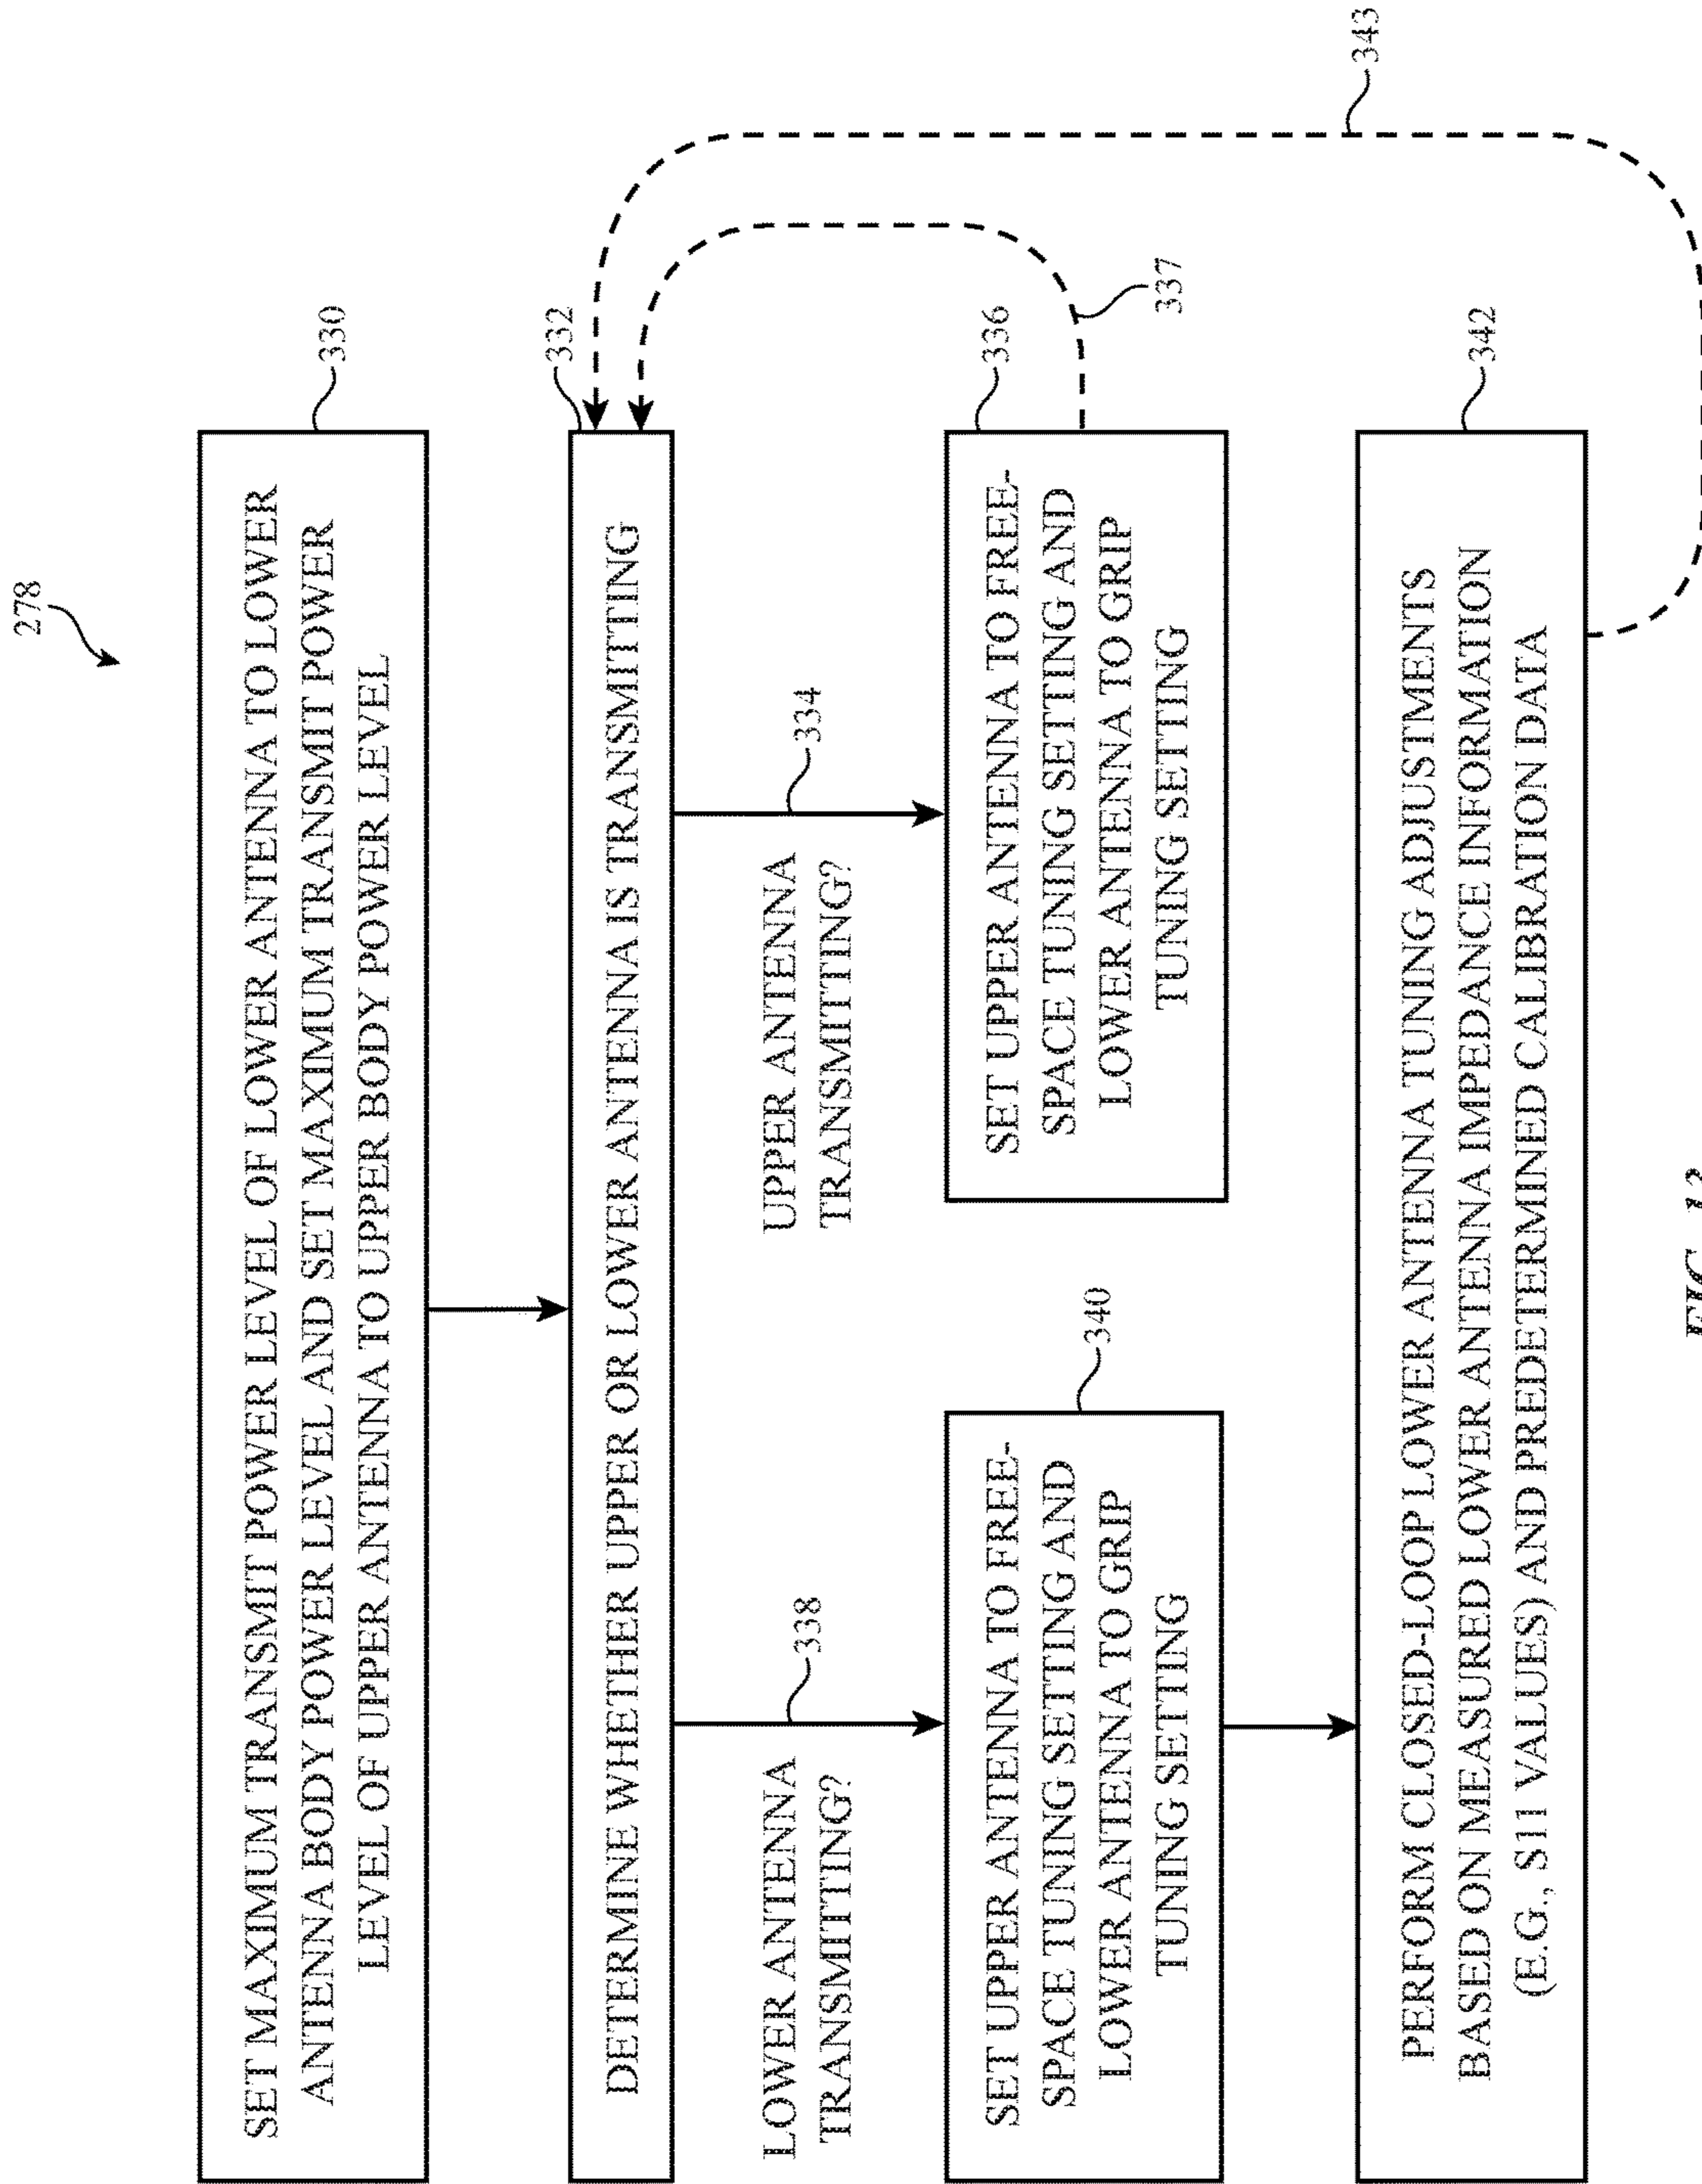 278
SET MAXIMUM TRANSMIT POWER LEVEL OF LOWER ANTENNA TO LOWER
ANTENNA BODY POWER LEVEL AND SET MAXIMUM TRANSMIT POWER
LEVEL OF UPPER ANTENNA TO UPPER BODY POWER LEVEL
330
332
DETERMINE WHETHER UPPER OR LOWER ANTENNA IS TRANSMITTING
LOWER ANTENNA
TRANSMITTING?
338
UPPER ANTENNA
TRANSMITTING?
334
SET UPPER ANTENNA TO FREE-
SPACE TUNING SETTING AND
LOWER ANTENNA TO GRIP
TUNING SETTING
340
SET UPPER ANTENNA TO FREE-
SPACE TUNING SETTING AND
LOWER ANTENNA TO GRIP
TUNING SETTING
336
337
343
PERFORM CLOSED-LOOP LOWER ANTENNA TUNING ADJUSTMENTS
BASED ON MEASURED LOWER ANTENNA IMPEDANCE INFORMATION
(E.G., S11 VALUES) AND PREDETERMINED CALIBRATION DATA
342
FIG.